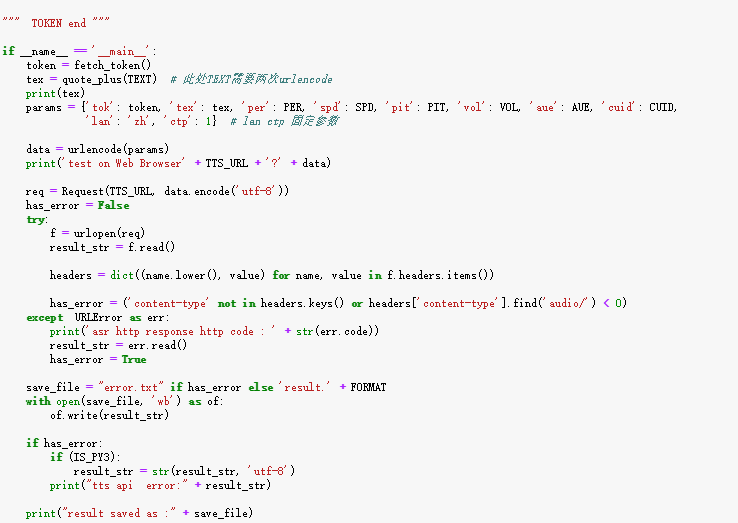 """  TOKEN end """
if __name__ == '__main__':
token = fetch_token()
tex = quote_plus(TEXT)  # 此处TEXT需要两次urlencode
print(tex)
params = {'tok': token, 'tex': tex, 'per': PER, 'spd': SPD, 'pit': PIT, 'vol': VOL, 'aue': AUE, 'cuid': CUID,
'lan': 'zh', 'ctp': 1}  # lan ctp 固定参数
data = urlencode(params)
print('test on Web Browser' + TTS_URL + '?' + data)
req = Request(TTS_URL, data.encode('utf-8'))
has_error = False
try:
f = urlopen(req)
result_str = f.read()
headers = dict((name.lower(), value) for name, value in f.headers.items())
has_error = ('content-type' not in headers.keys() or headers['content-type'].find('audio/') < 0)
except  URLError as err:
print('asr http response http code : ' + str(err.code))
result_str = err.read()
has_error = True
save_file = "error.txt" if has_error else 'result.' + FORMAT
with open(save_file, 'wb') as of:
of.write(result_str)
if has_error:
if (IS_PY3):
result_str = str(result_str, 'utf-8')
print("tts api  error:" + result_str)
print("result saved as :" + save_file)